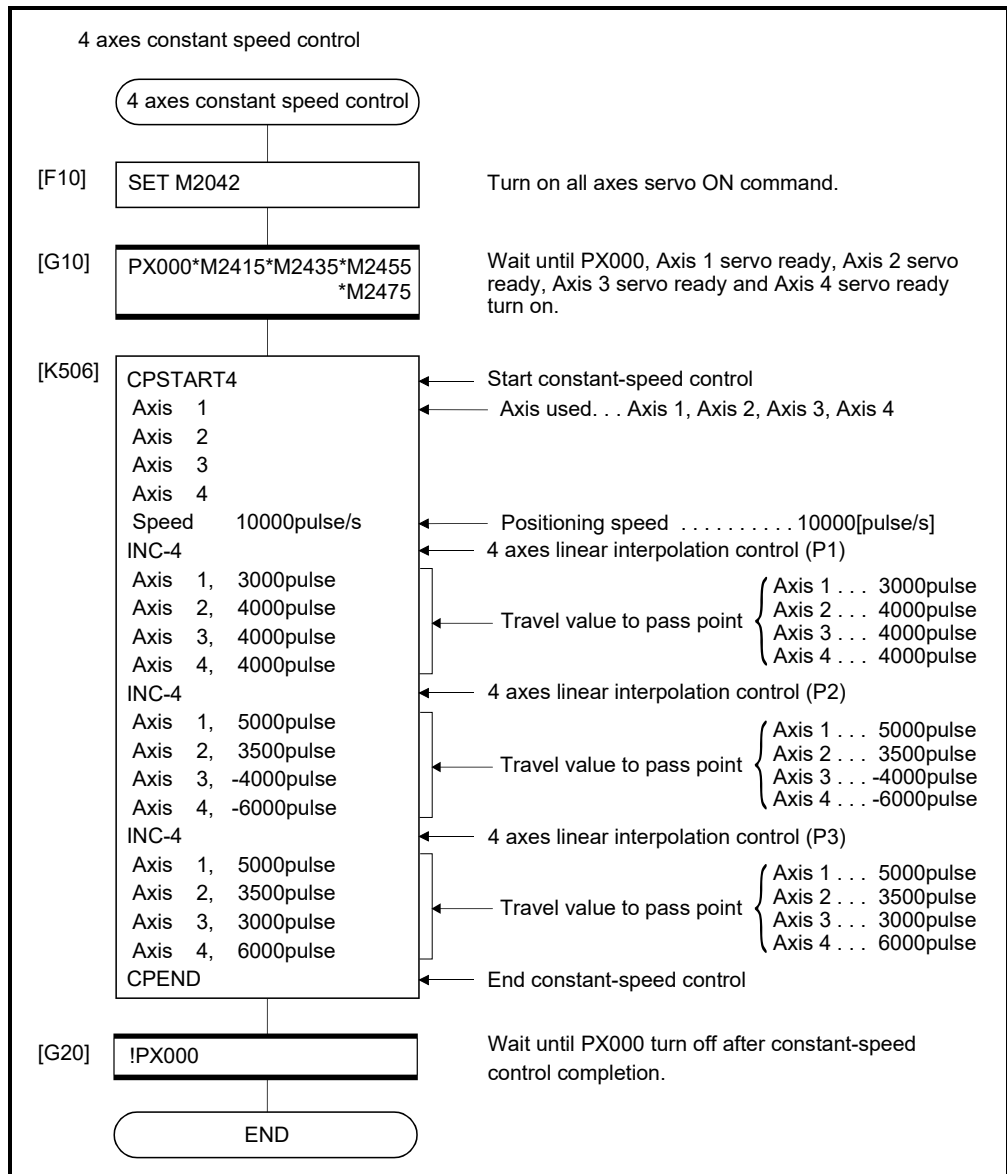 4 axes constant speed control
4 axes constant speed control
[F10]
SET M2042
Turn on all axes servo ON command.
[G10]
PX000*M2415*M2435*M2455
*M2475
Wait until PX000, Axis 1 servo ready, Axis 2 servo
ready, Axis 3 servo ready and Axis 4 servo ready
turn on.
[K506]
CPSTART4
Start constant-speed control
Axis 1
Axis used. . . Axis 1, Axis 2, Axis 3, Axis 4
Axis 2
Axis 3
Axis 4
Speed 10000pulse/s
Positioning speed . . . . . . . . . . 10000[pulse/s]
INC-4
4 axes linear interpolation control (P1)
Axis 1, 3000pulse
Axis 2, 4000pulse
Axis 3, 4000pulse
Axis 4, 4000pulse
Travel value to pass point
Axis 1 . . . 3000pulse
Axis 2 . . . 4000pulse
Axis 3 . . . 4000pulse
Axis 4 . . . 4000pulse
INC-4
4 axes linear interpolation control (P2)
Axis 1, 5000pulse
Axis 2, 3500pulse
Axis 3, -4000pulse
Axis 4, -6000pulse
Travel value to pass point
Axis 1 . . . 5000pulse
Axis 2 . . . 3500pulse
Axis 3 . . . -4000pulse
Axis 4 . . . -6000pulse
INC-4
4 axes linear interpolation control (P3)
Axis 1, 5000pulse
Axis 2, 3500pulse
Axis 3, 3000pulse
Axis 4, 6000pulse
Travel value to pass point
Axis 1 . . . 5000pulse
Axis 2 . . . 3500pulse
Axis 3 . . . 3000pulse
Axis 4 . . . 6000pulse
CPEND
End constant-speed control
[G20]
!PX000
Wait until PX000 turn off after constant-speed
control completion.
END